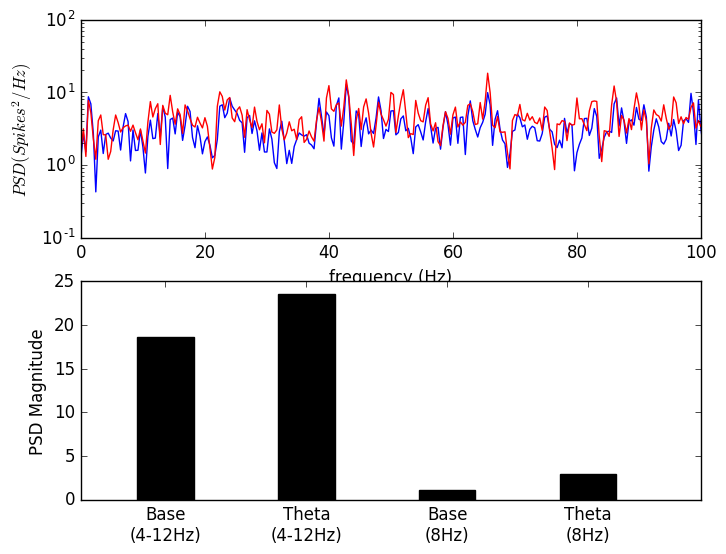 10^2
10^1
10^0
10^-1
PSD(Spikes^2/Hz)
0 20 40 60 80 100
frequency (Hz)
25
20
15
10
5
0
PSD Magnitude
Base Theta Base Theta
(4-12Hz) (4-12Hz) (8Hz) (8Hz)